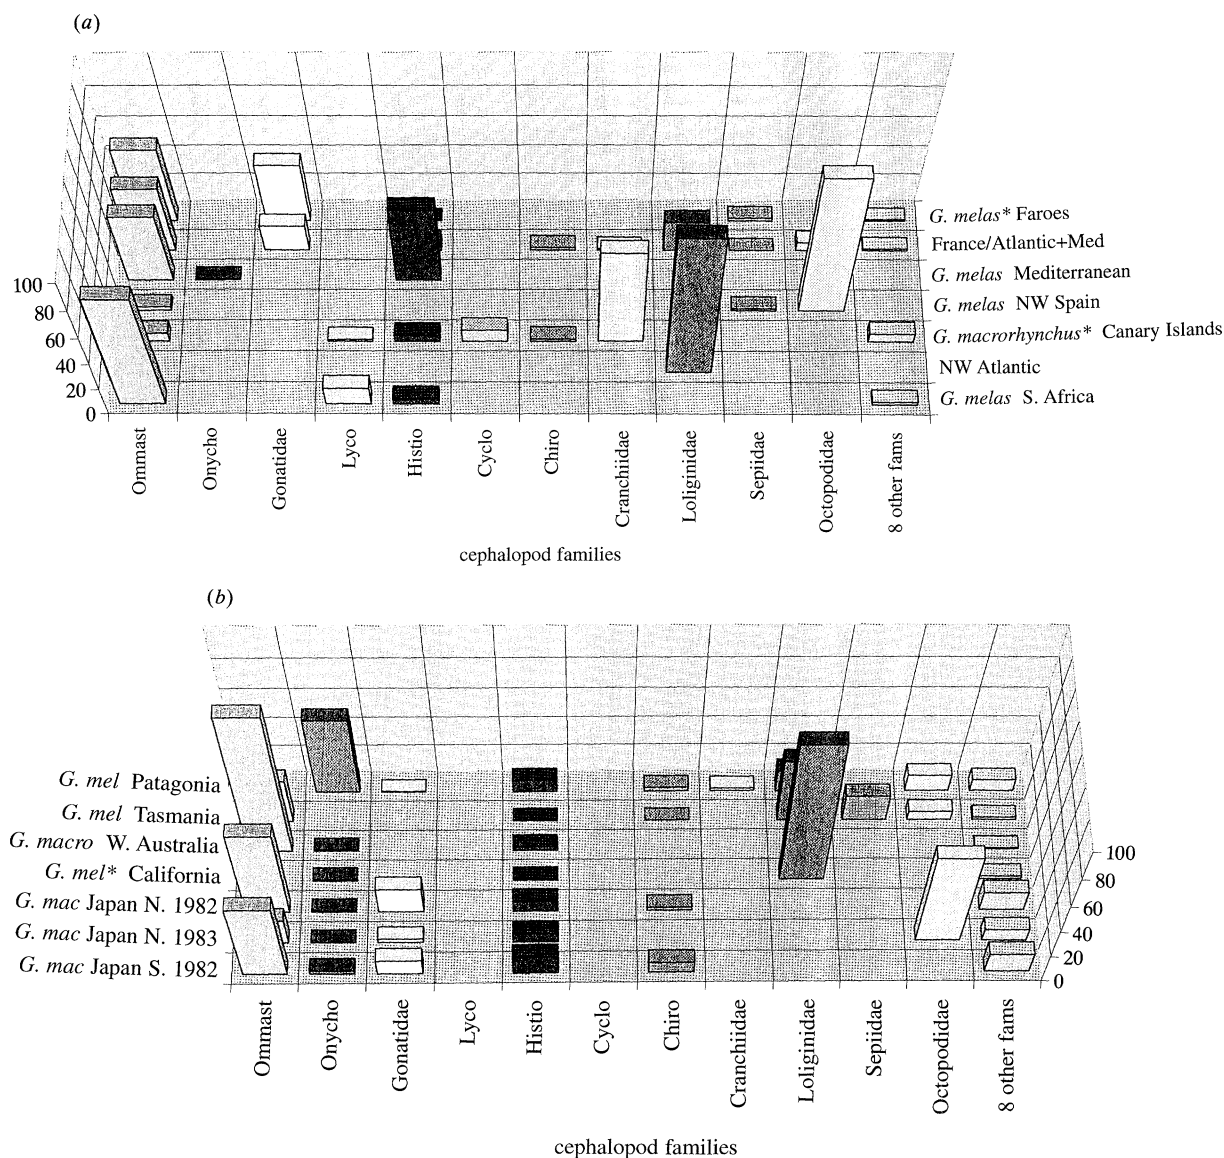 (a)
G. melas* Faroes
France/Atlantic+Med
G. melas Mediterranean
G. melas NW Spain
G. macrorhynchus* Canary Islands
NW Atlantic
G. melas S. Africa
100
80
60
40
20
0
Ommast
Onycho
Gonatidae
Lyco
Histio
Cyclo
Chiro
Cranchiidae
Loliginidae
Sepiidae
Octopodidae
8 other fams
cephalopod families
(b)
G. mel Patagonia
G. mel Tasmania
G. macro W. Australia
G. mel* California
G. mac Japan N. 1982
G. mac Japan N. 1983
G. mac Japan S. 1982
100
80
60
40
20
0
Ommast
Onycho
Gonatidae
Lyco
Histio
Cyclo
Chiro
Cranchiidae
Loliginidae
Sepiidae
Octopodidae
8 other fams
cephalopod families